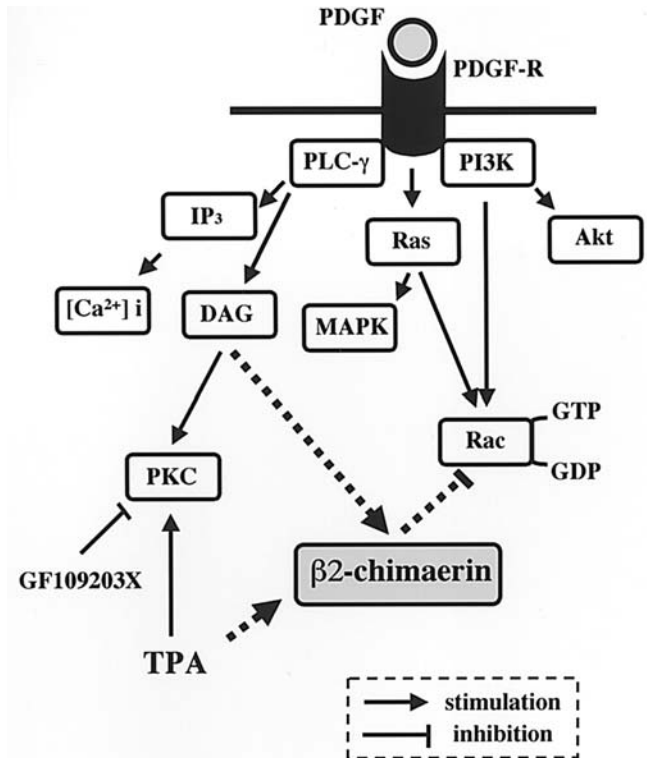 PDGF
PDGF-R
PLC-γ
PI3K
IP₃
Ras
Akt
[Ca²⁺] i
DAG
MAPK
GTP
Rac
GDP
PKC
GF109203X
β2-chimaerin
TPA
stimulation
inhibition